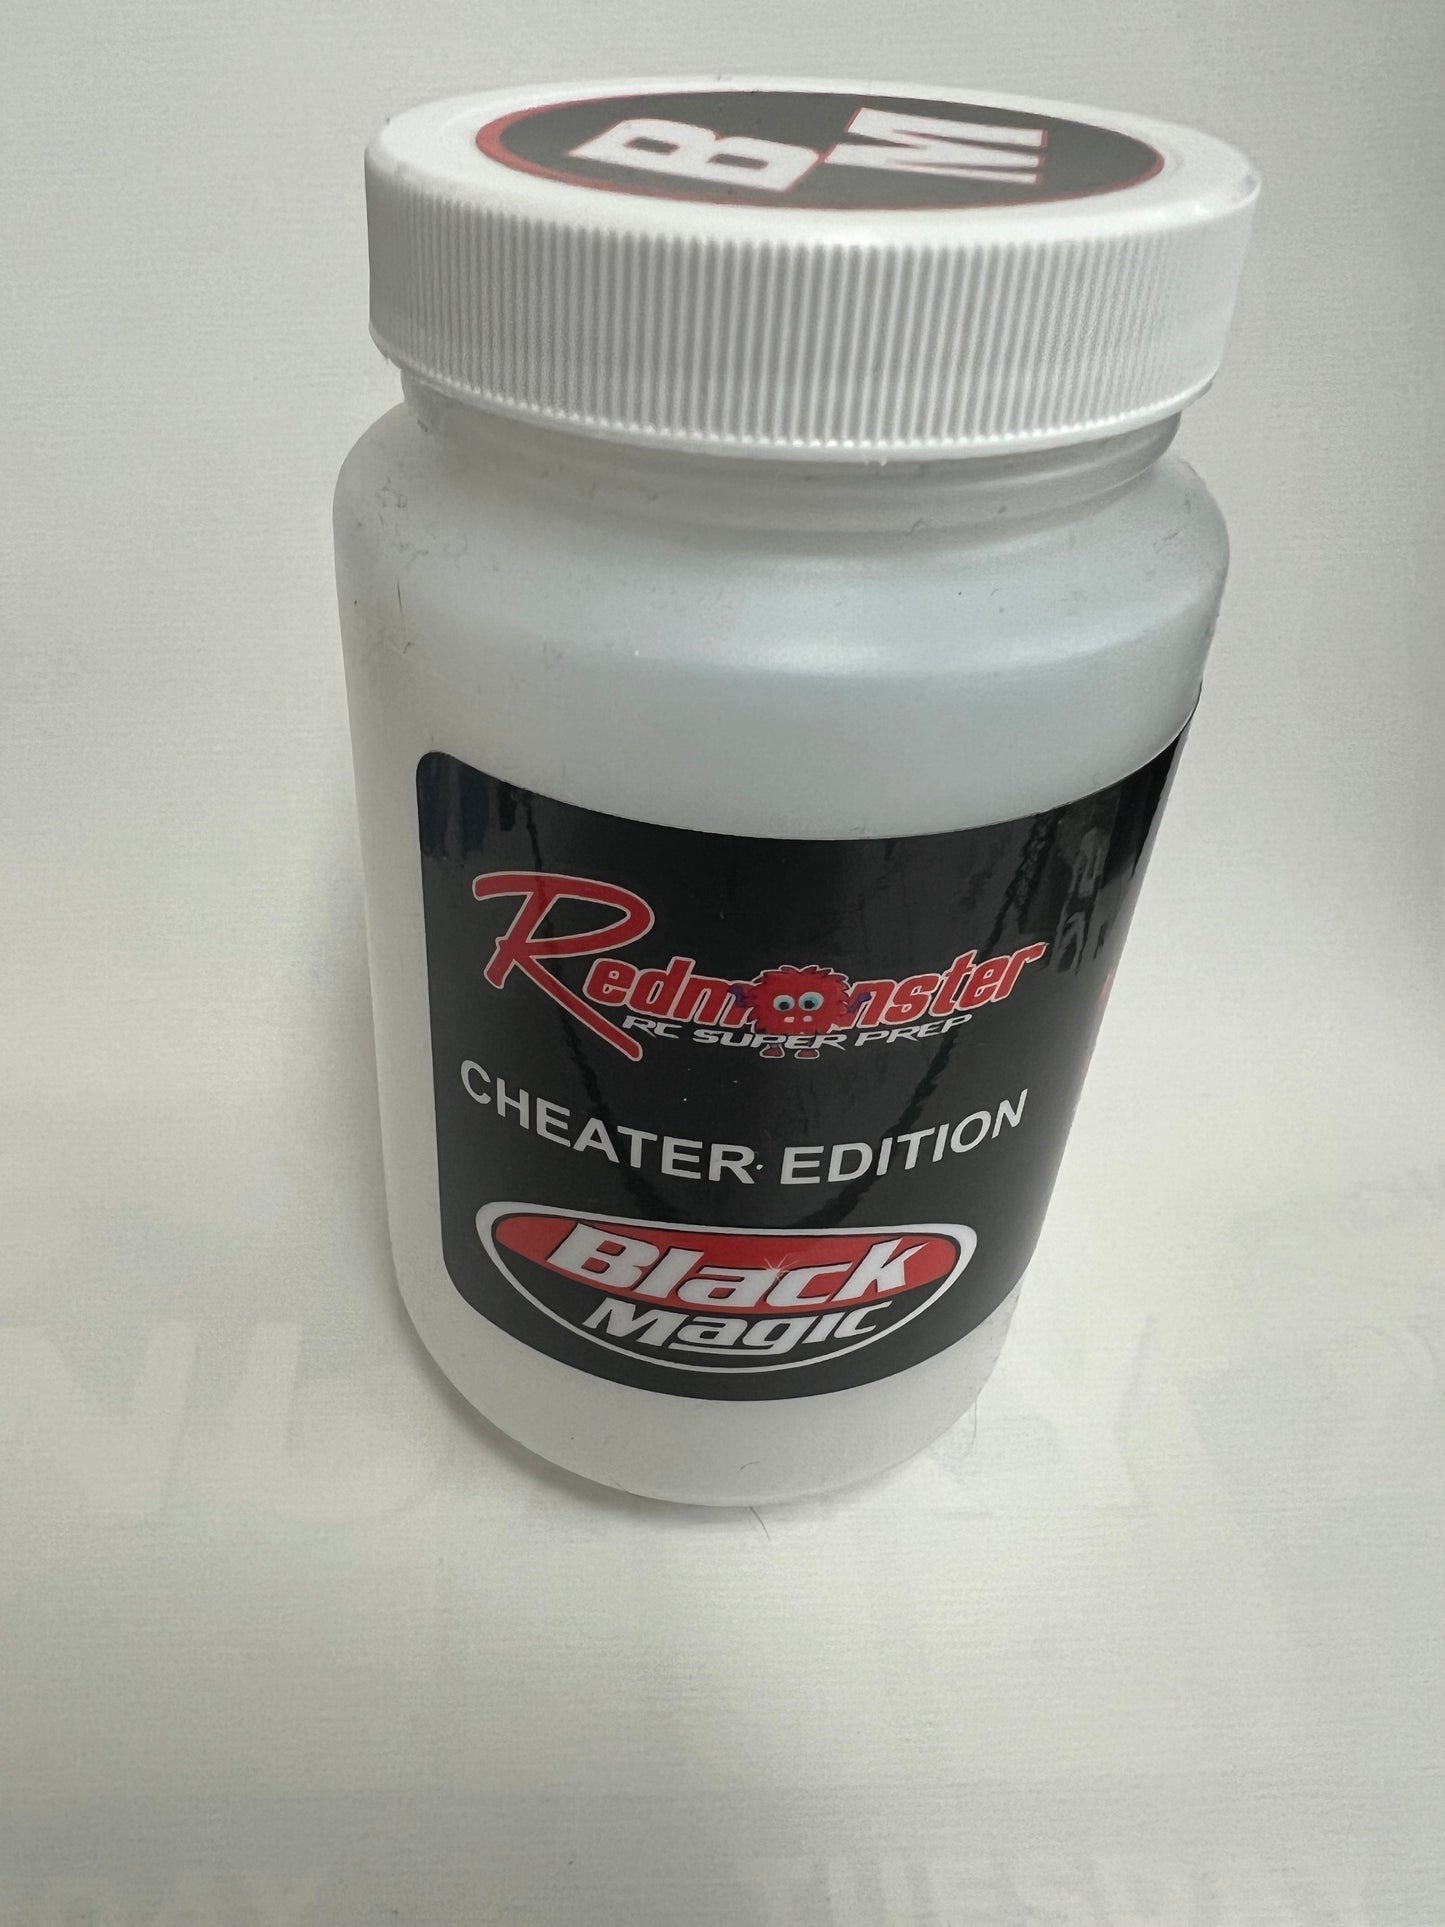 BM
Redmonster
RC SUPER PREP
CHEATER EDITION
Black
Magic